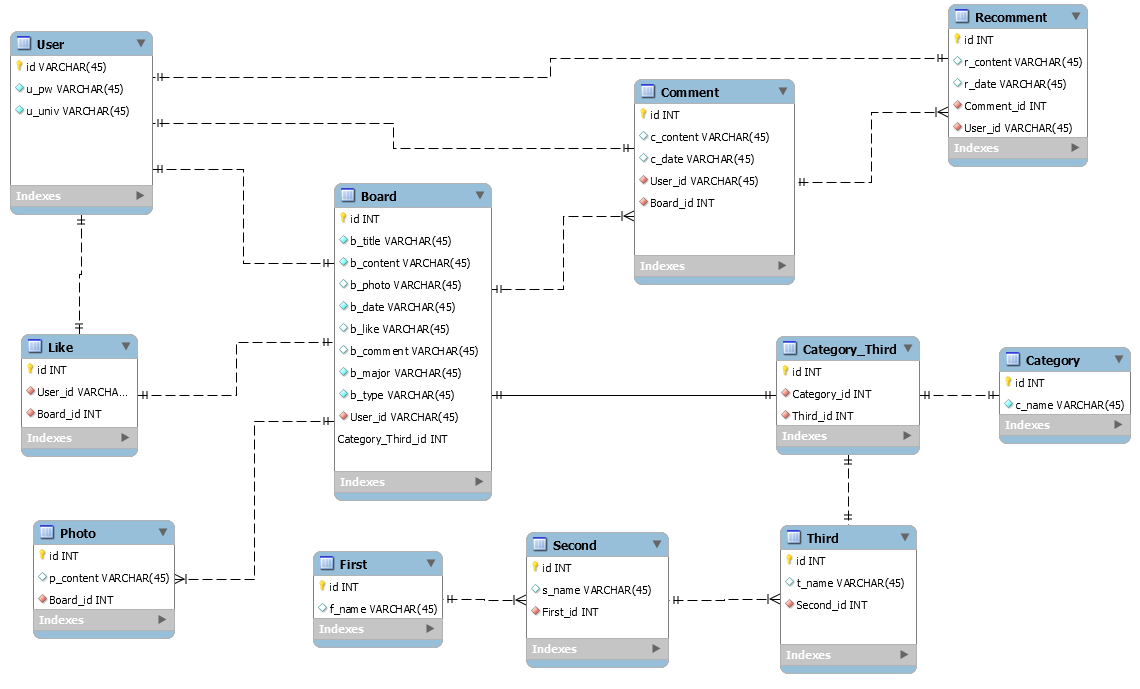 User
id VARCHAR(45)
u_pw VARCHAR(45)
u_univ VARCHAR(45)
Indexes
Recomment
id INT
r_content VARCHAR(45)
r_date VARCHAR(45)
Comment_id INT
User_id VARCHAR(45)
Indexes
Comment
id INT
c_content VARCHAR(45)
c_date VARCHAR(45)
User_id VARCHAR(45)
Board_id INT
Indexes
Board
id INT
b_title VARCHAR(45)
b_content VARCHAR(45)
b_photo VARCHAR(45)
b_date VARCHAR(45)
b_like VARCHAR(45)
b_comment VARCHAR(45)
b_major VARCHAR(45)
b_type VARCHAR(45)
User_id VARCHAR(45)
Category_Third_id INT
Indexes
Like
id INT
User_id VARCHA...
Board_id INT
Indexes
Category_Third
id INT
Category_id INT
Third_id INT
Indexes
Category
id INT
c_name VARCHAR(45)
Indexes
Photo
id INT
p_content VARCHAR(45)
Board_id INT
Indexes
First
id INT
f_name VARCHAR(45)
Indexes
Second
id INT
s_name VARCHAR(45)
First_id INT
Indexes
Third
id INT
t_name VARCHAR(45)
Second_id INT
Indexes